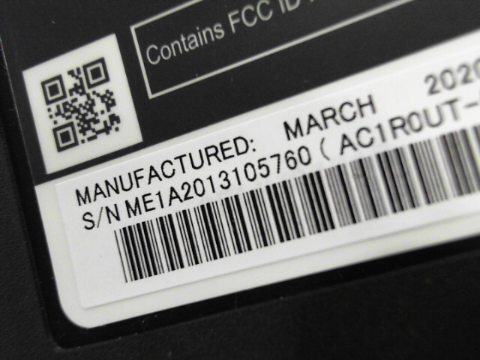 Contains FCC ID
MANUFACTURED: MARCH 2020
S/N ME1A2013105760 ( AC1R0UT-